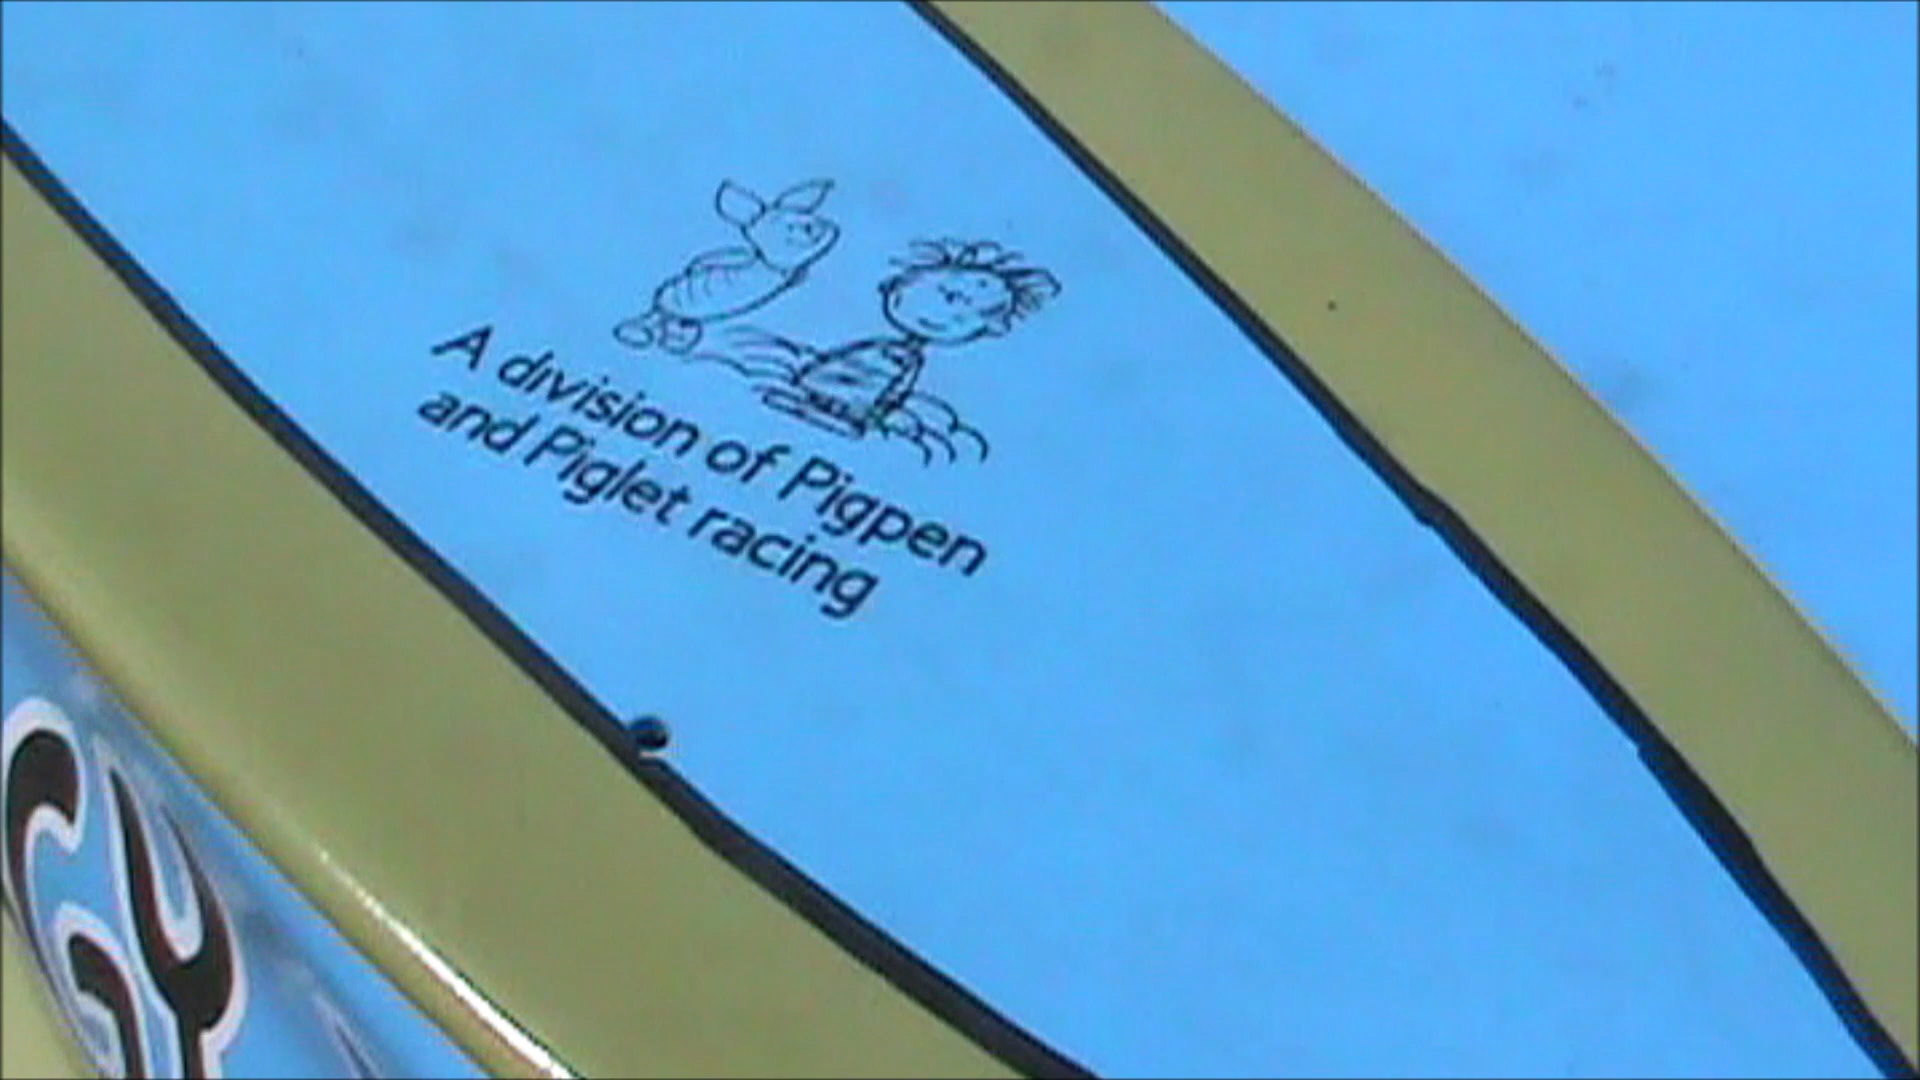 A division of Pigpen
and Piglet racing